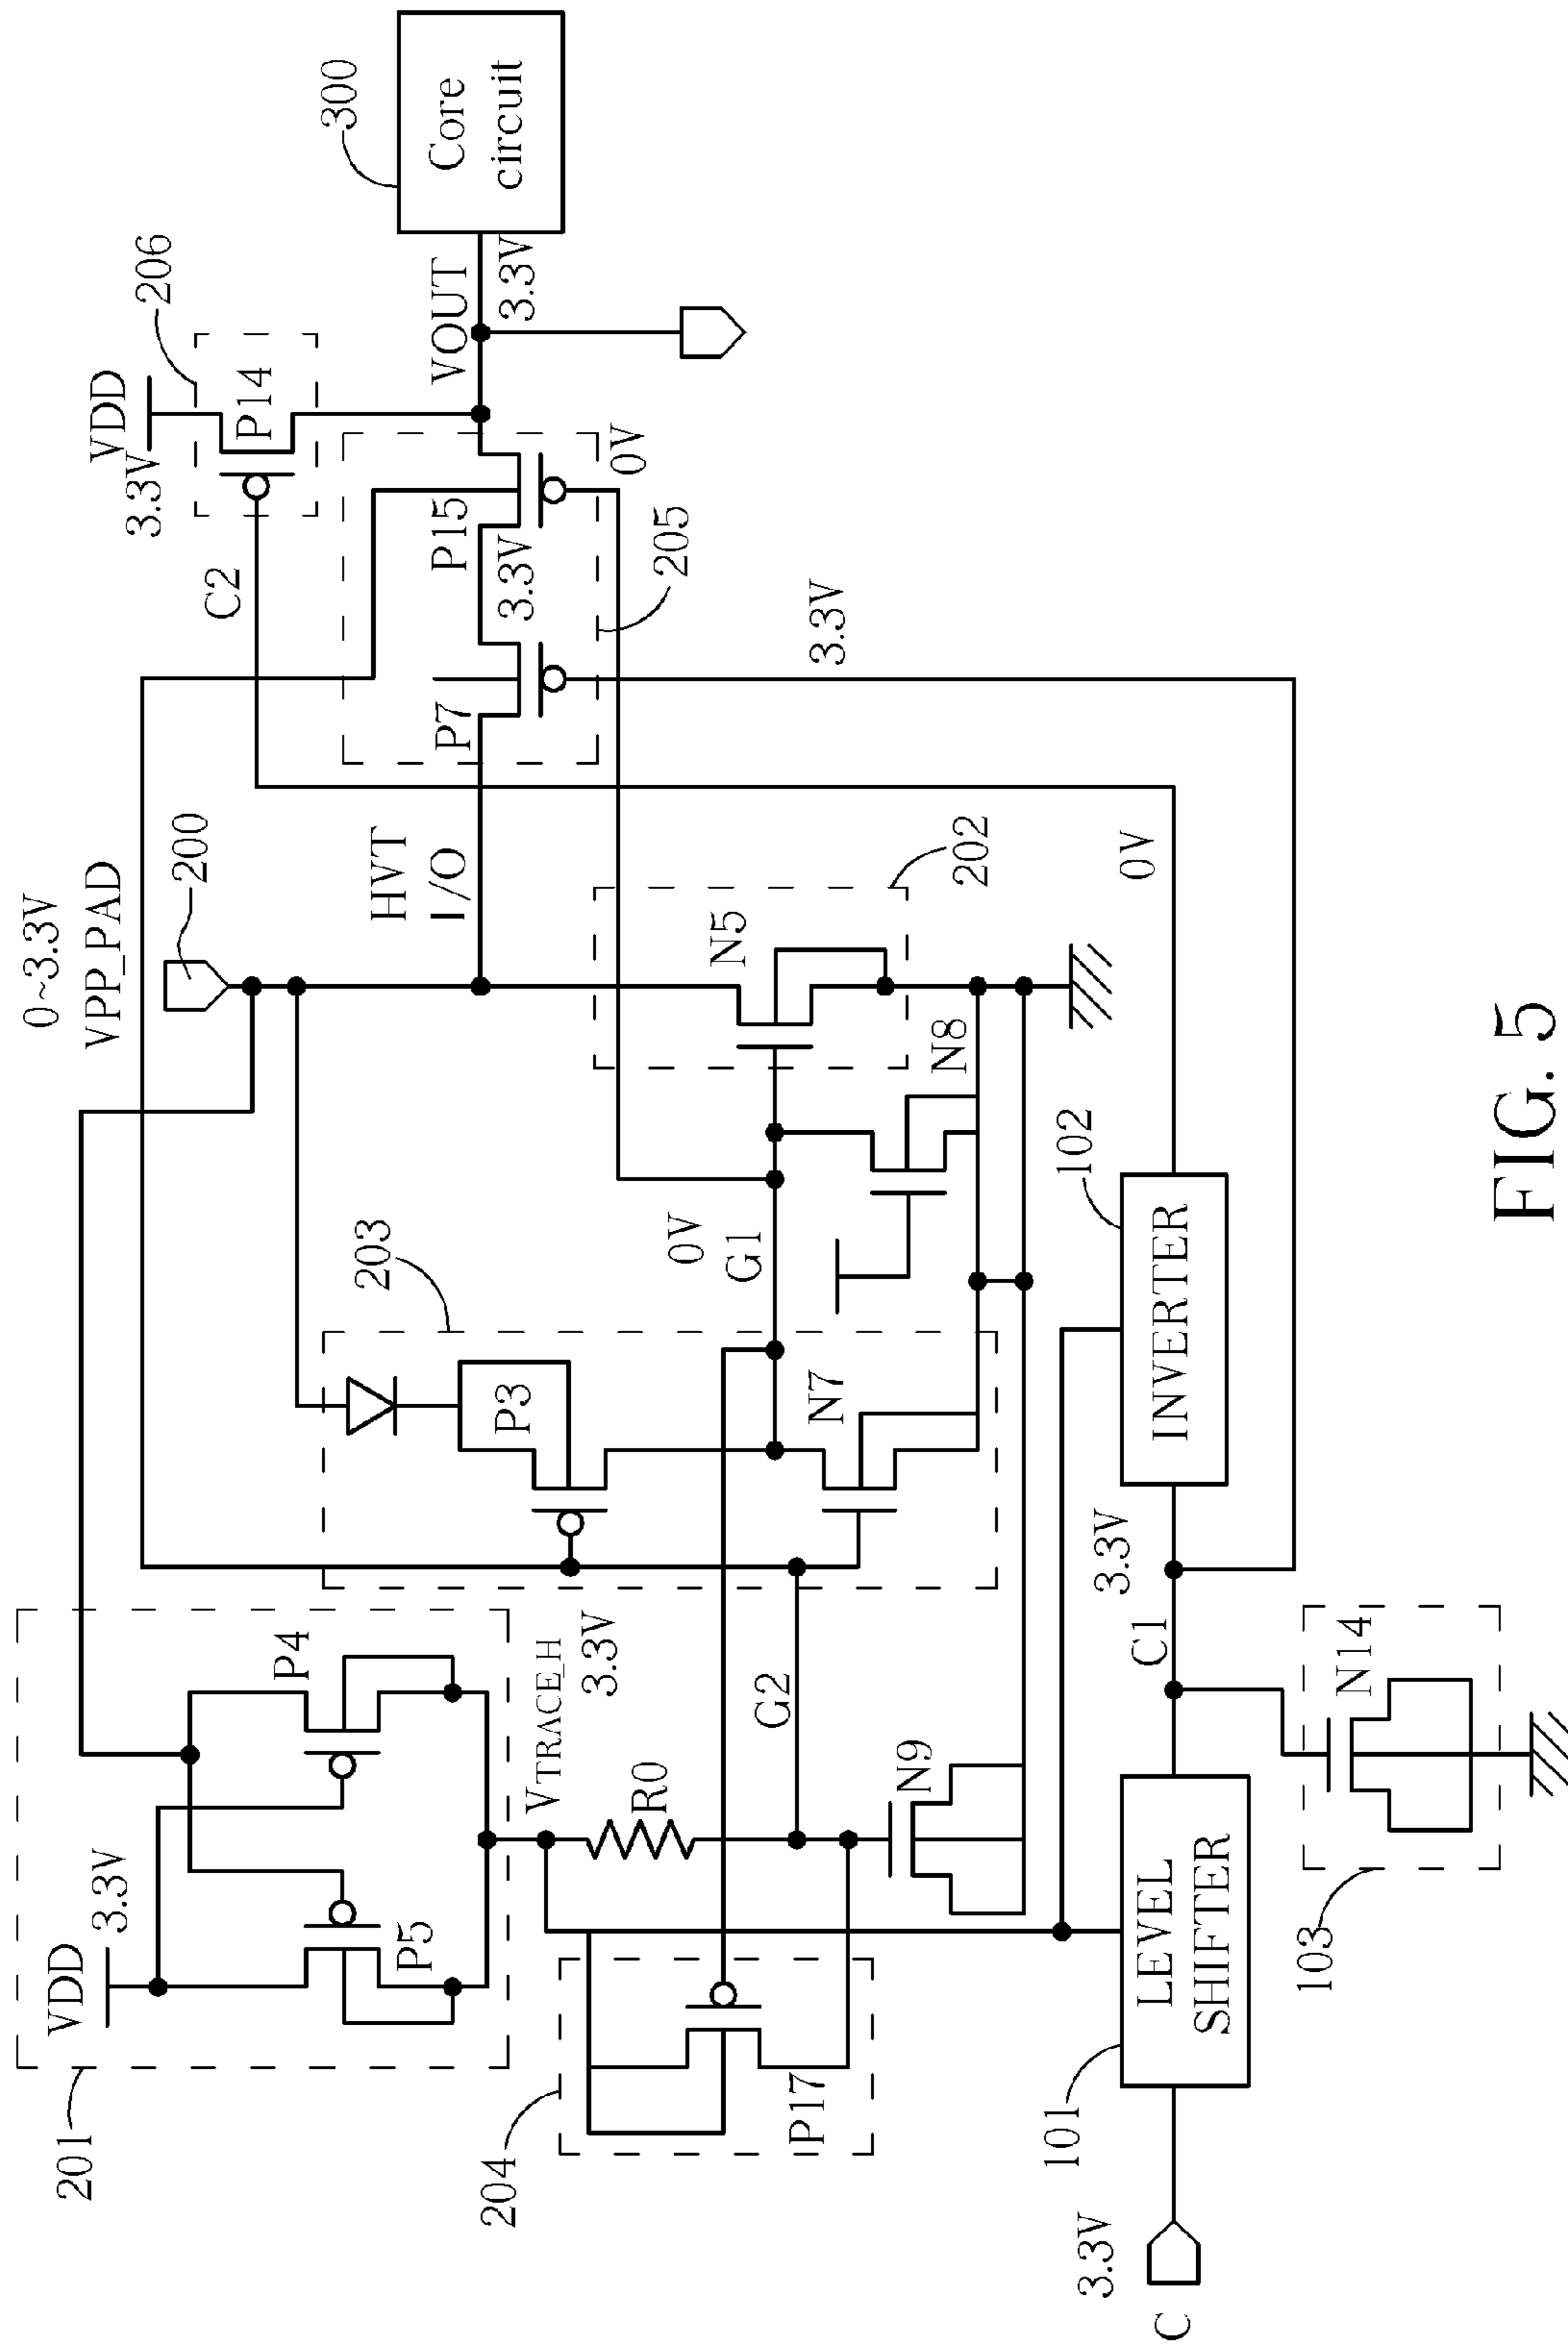 201
VDD
3.3V
P5
P4
VTRACE_H
3.3V
R0
G2
N9
204
P17
203
P3
N7
0V
G1
0~3.3V
VPP_PAD
200
HVT
I/O
N5
202
N8
C2
VDD
3.3V
P14
206
P7
P15
3.3V
0V
205
VOUT
3.3V
300
Core
circuit
C
3.3V
101
LEVEL
SHIFTER
C1
3.3V
103
N14
INVERTER
102
0V
3.3V
FIG. 5